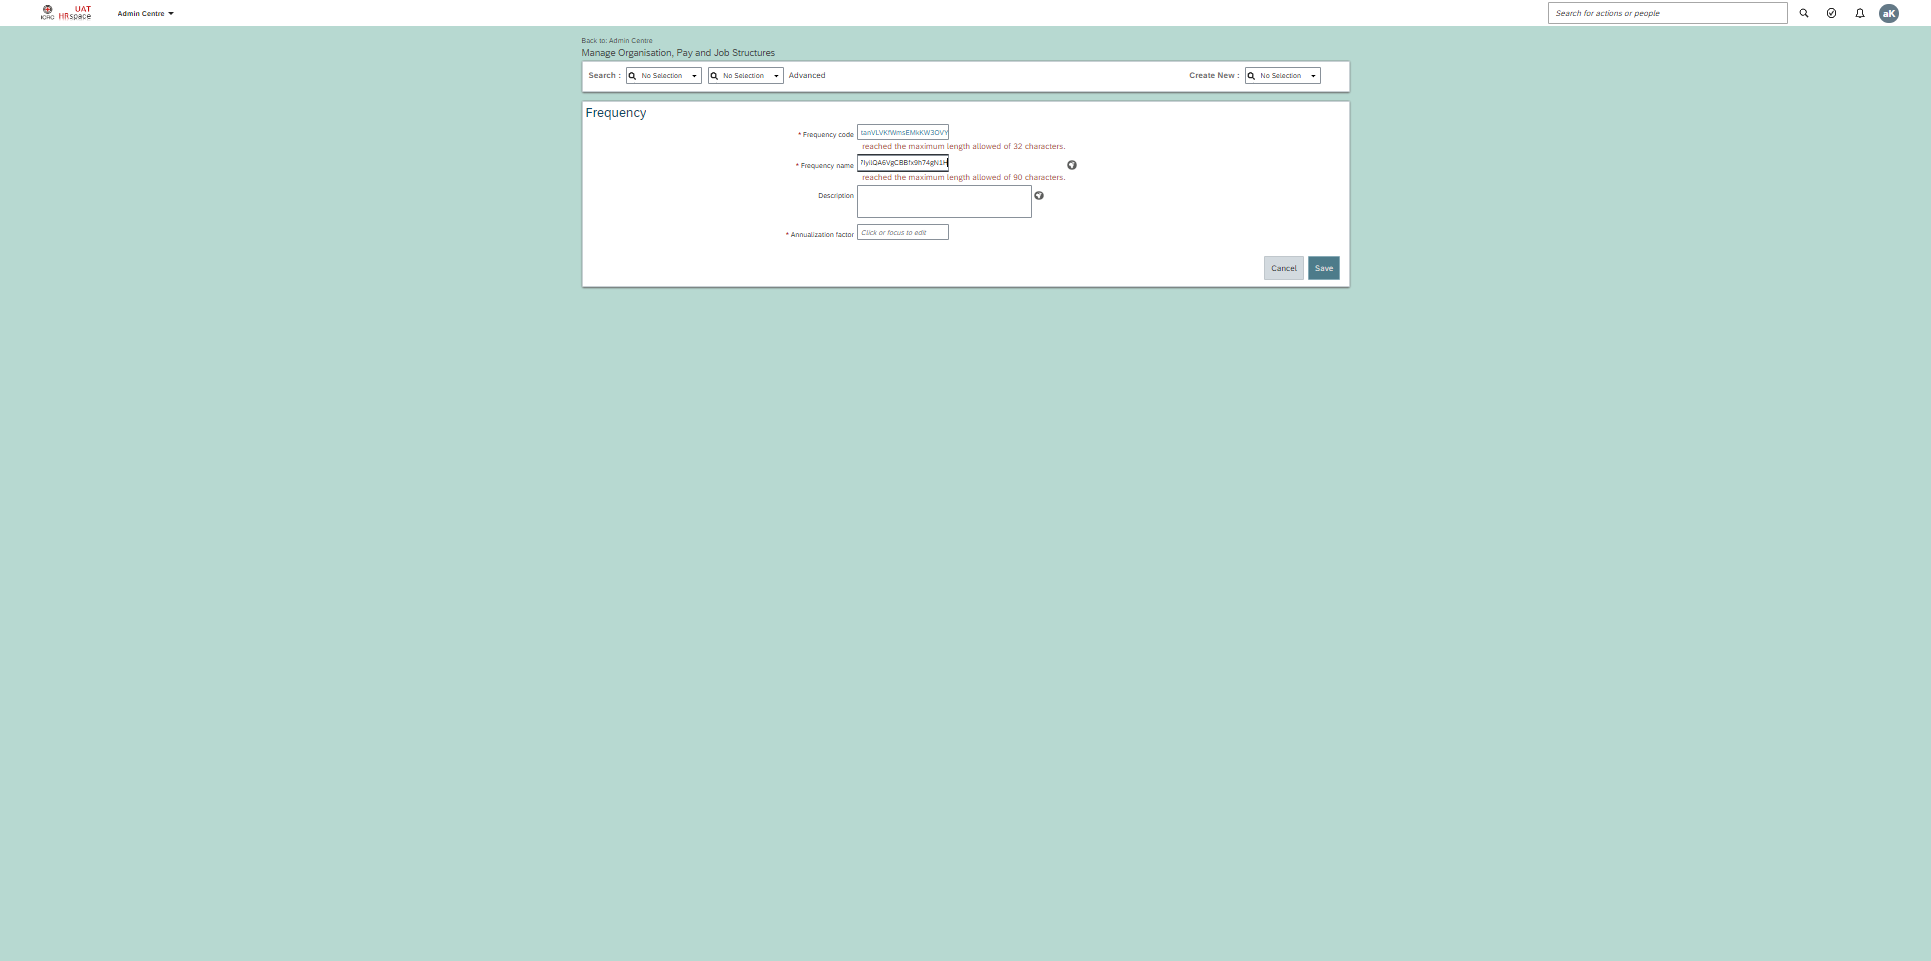 UAT
ICRC HRspace
Admin Centre
Search for actions or people
aK
Back to: Admin Centre
Manage Organisation, Pay and Job Structures
Search : No Selection No Selection Advanced
Create New : No Selection
Frequency
* Frequency code
reached the maximum length allowed of 32 characters.
* Frequency name
reached the maximum length allowed of 90 characters.
Description
* Annualization factor Click or focus to edit
Cancel Save